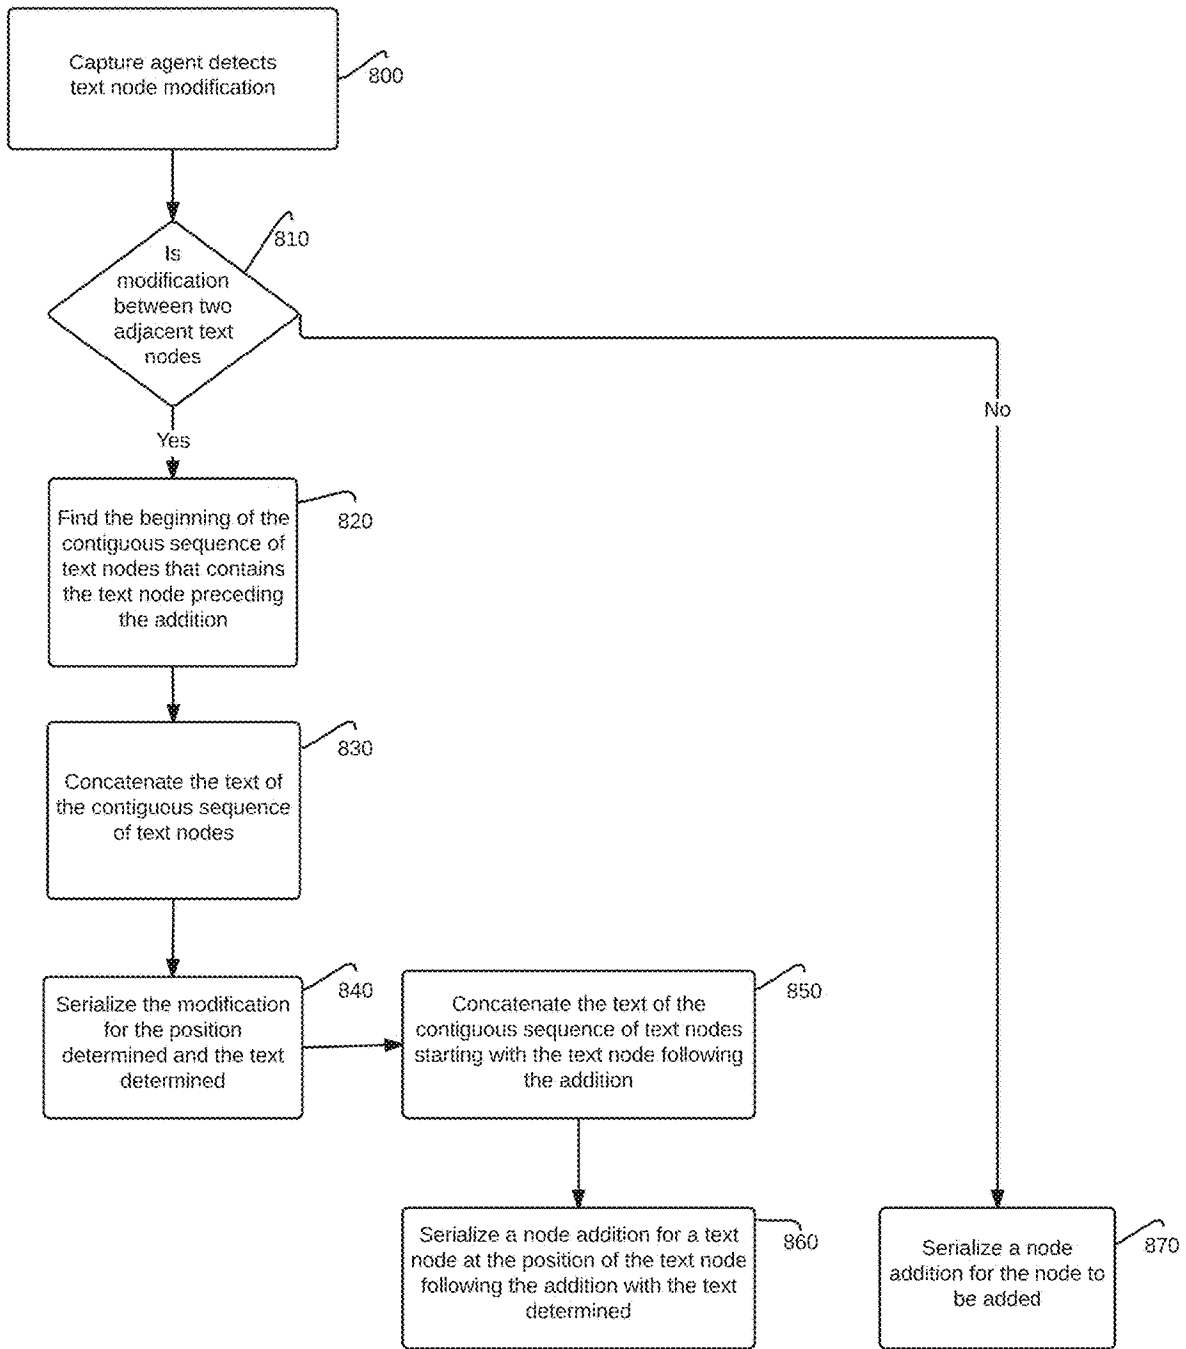 Capture agent detects
text node modification
800
810
Is
modification
between two
adjacent text
nodes
No
Yes
820
Find the beginning of the
contiguous sequence of
text nodes that contains
the text node preceding
the addition
830
Concatenate the text of
the contiguous sequence
of text nodes
840
Serialize the modification
for the position
determined and the text
determined
850
Concatenate the text of the
contiguous sequence of text nodes
starting with the text node following
the addition
860
Serialize a node addition for a text
node at the position of the text node
following the addition with the text
determined
870
Serialize a node
addition for the node to
be added